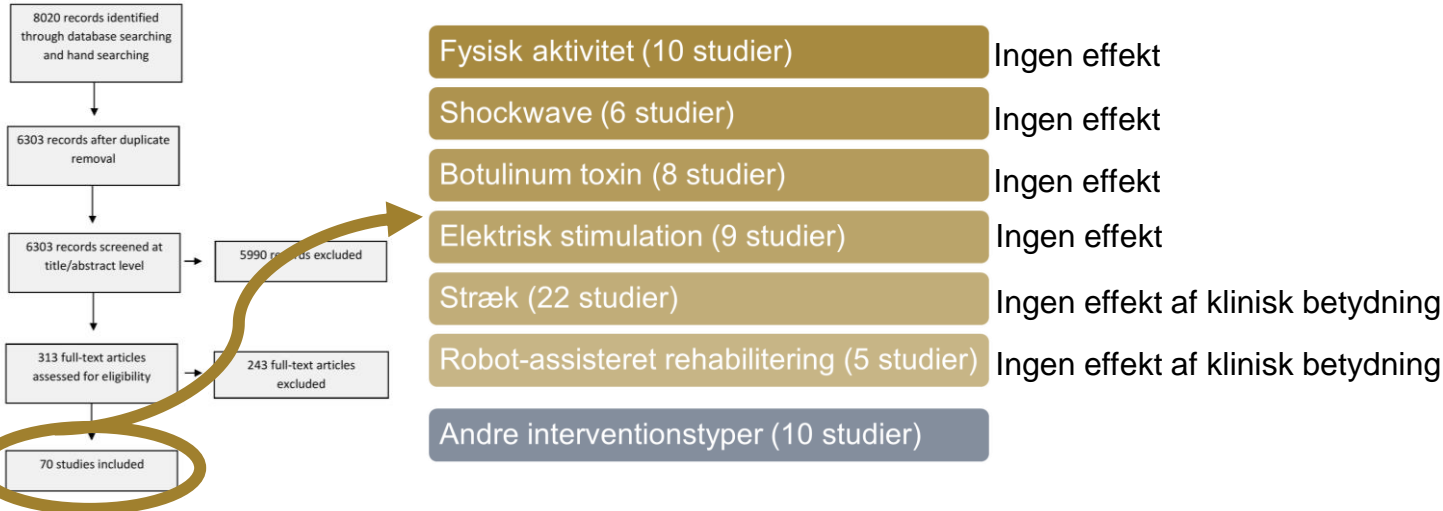 8020 records identified
through database searching
and hand searching
6303 records after duplicate
removal
6303 records screened at
title/abstract level
5990 records excluded
313 full-text articles
assessed for eligibility
243 full-text articles
excluded
70 studies included
Fysisk aktivitet (10 studier)
Ingen effekt
Shockwave (6 studier)
Ingen effekt
Botulinum toxin (8 studier)
Ingen effekt
Elektrisk stimulation (9 studier)
Ingen effekt
Stræk (22 studier)
Ingen effekt af klinisk betydning
Robot-assisteret rehabilitering (5 studier)
Ingen effekt af klinisk betydning
Andre interventionstyper (10 studier)